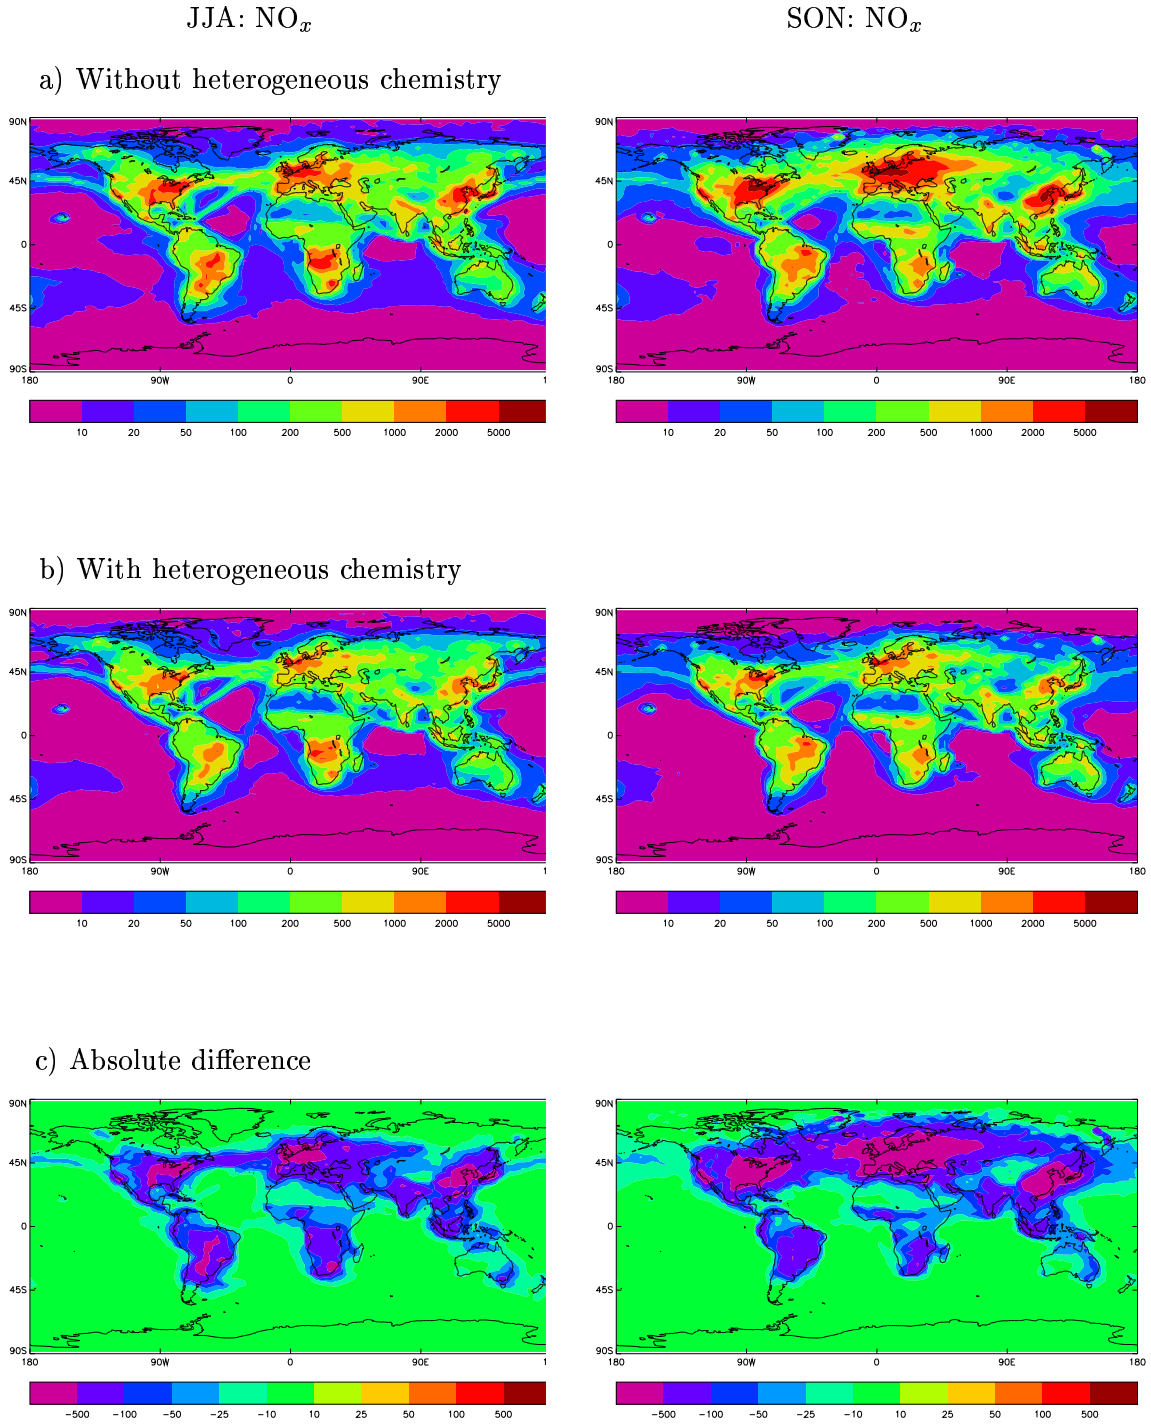 JJA: NOx SON: NOx
a) Without heterogeneous chemistry
90N 90N
45N 45N
0 0
45S 45S
90S 90S
180 90W 0 90E 1 180 90W 0 90E 180
10 20 50 100 200 500 1000 2000 5000 10 20 50 100 200 500 1000 2000 5000
b) With heterogeneous chemistry
90N 90N
45N 45N
0 0
45S 45S
90S 90S
180 90W 0 90E 1 180 90W 0 90E 180
10 20 50 100 200 500 1000 2000 5000 10 20 50 100 200 500 1000 2000 5000
c) Absolute difference
90N 90N
45N 45N
0 0
45S 45S
90S 90S
180 90W 0 90E 1 180 90W 0 90E 180
−500 −100 −50 −25 −10 10 25 50 100 500 −500 −100 −50 −25 −10 10 25 50 100 500